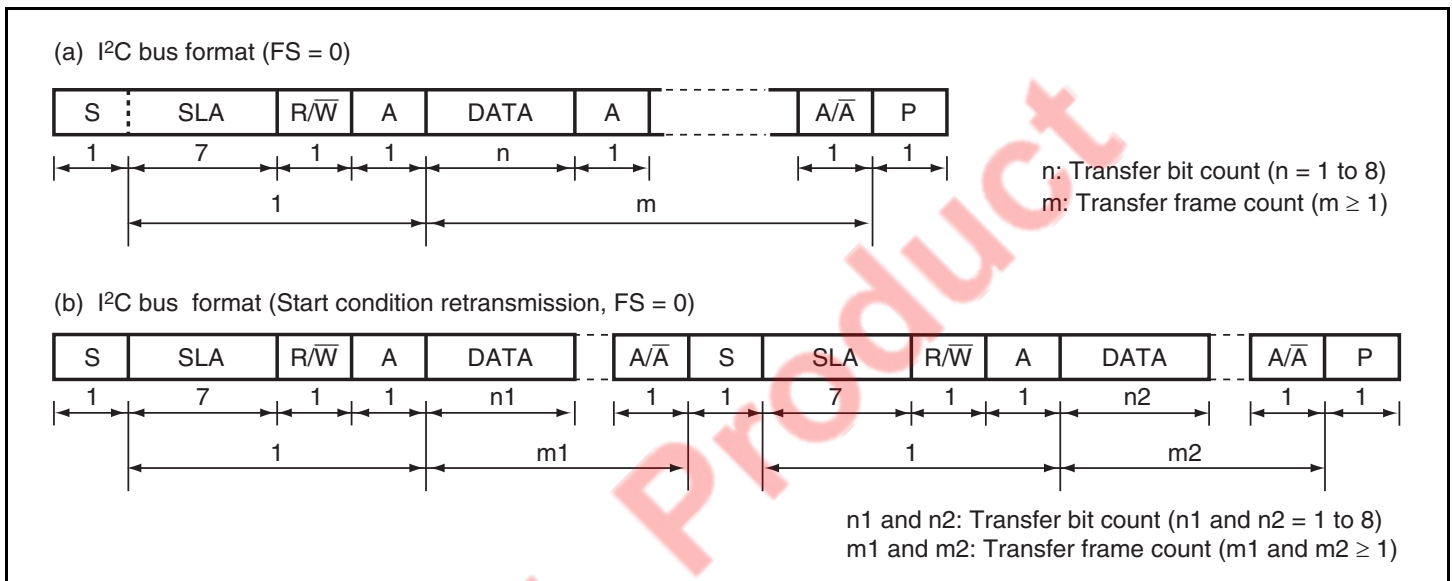 (a) I²C bus format (FS = 0)
S SLA R/W̅ A DATA A A/A̅ P
1 7 1 1 n 1 1 1
n: Transfer bit count (n = 1 to 8)
1 m
m: Transfer frame count (m ≥ 1)
(b) I²C bus format (Start condition retransmission, FS = 0)
S SLA R/W̅ A DATA A/A̅ S SLA R/W̅ A DATA A/A̅ P
1 7 1 1 n1 1 1 7 1 1 n2 1 1
1 m1 1 m2
n1 and n2: Transfer bit count (n1 and n2 = 1 to 8)
m1 and m2: Transfer frame count (m1 and m2 ≥ 1)
Product